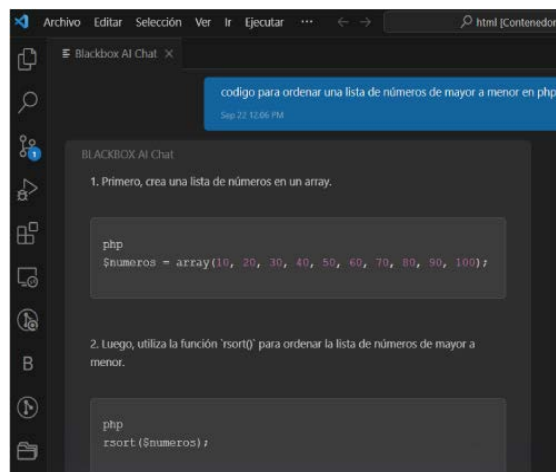 Archivo Editar Selección Ver Ir Ejecutar ··· ← → html [Contenedor
Blackbox AI Chat ×
codigo para ordenar una lista de números de mayor a menor en php
Sep 22 12:06 PM
1
BLACKBOX AI Chat
1. Primero, crea una lista de números en un array.
php
$numeros = array(10, 20, 30, 40, 50, 60, 70, 80, 90, 100);
2. Luego, utiliza la función `rsort()` para ordenar la lista de números de mayor a
menor.
B
php
rsort($numeros);